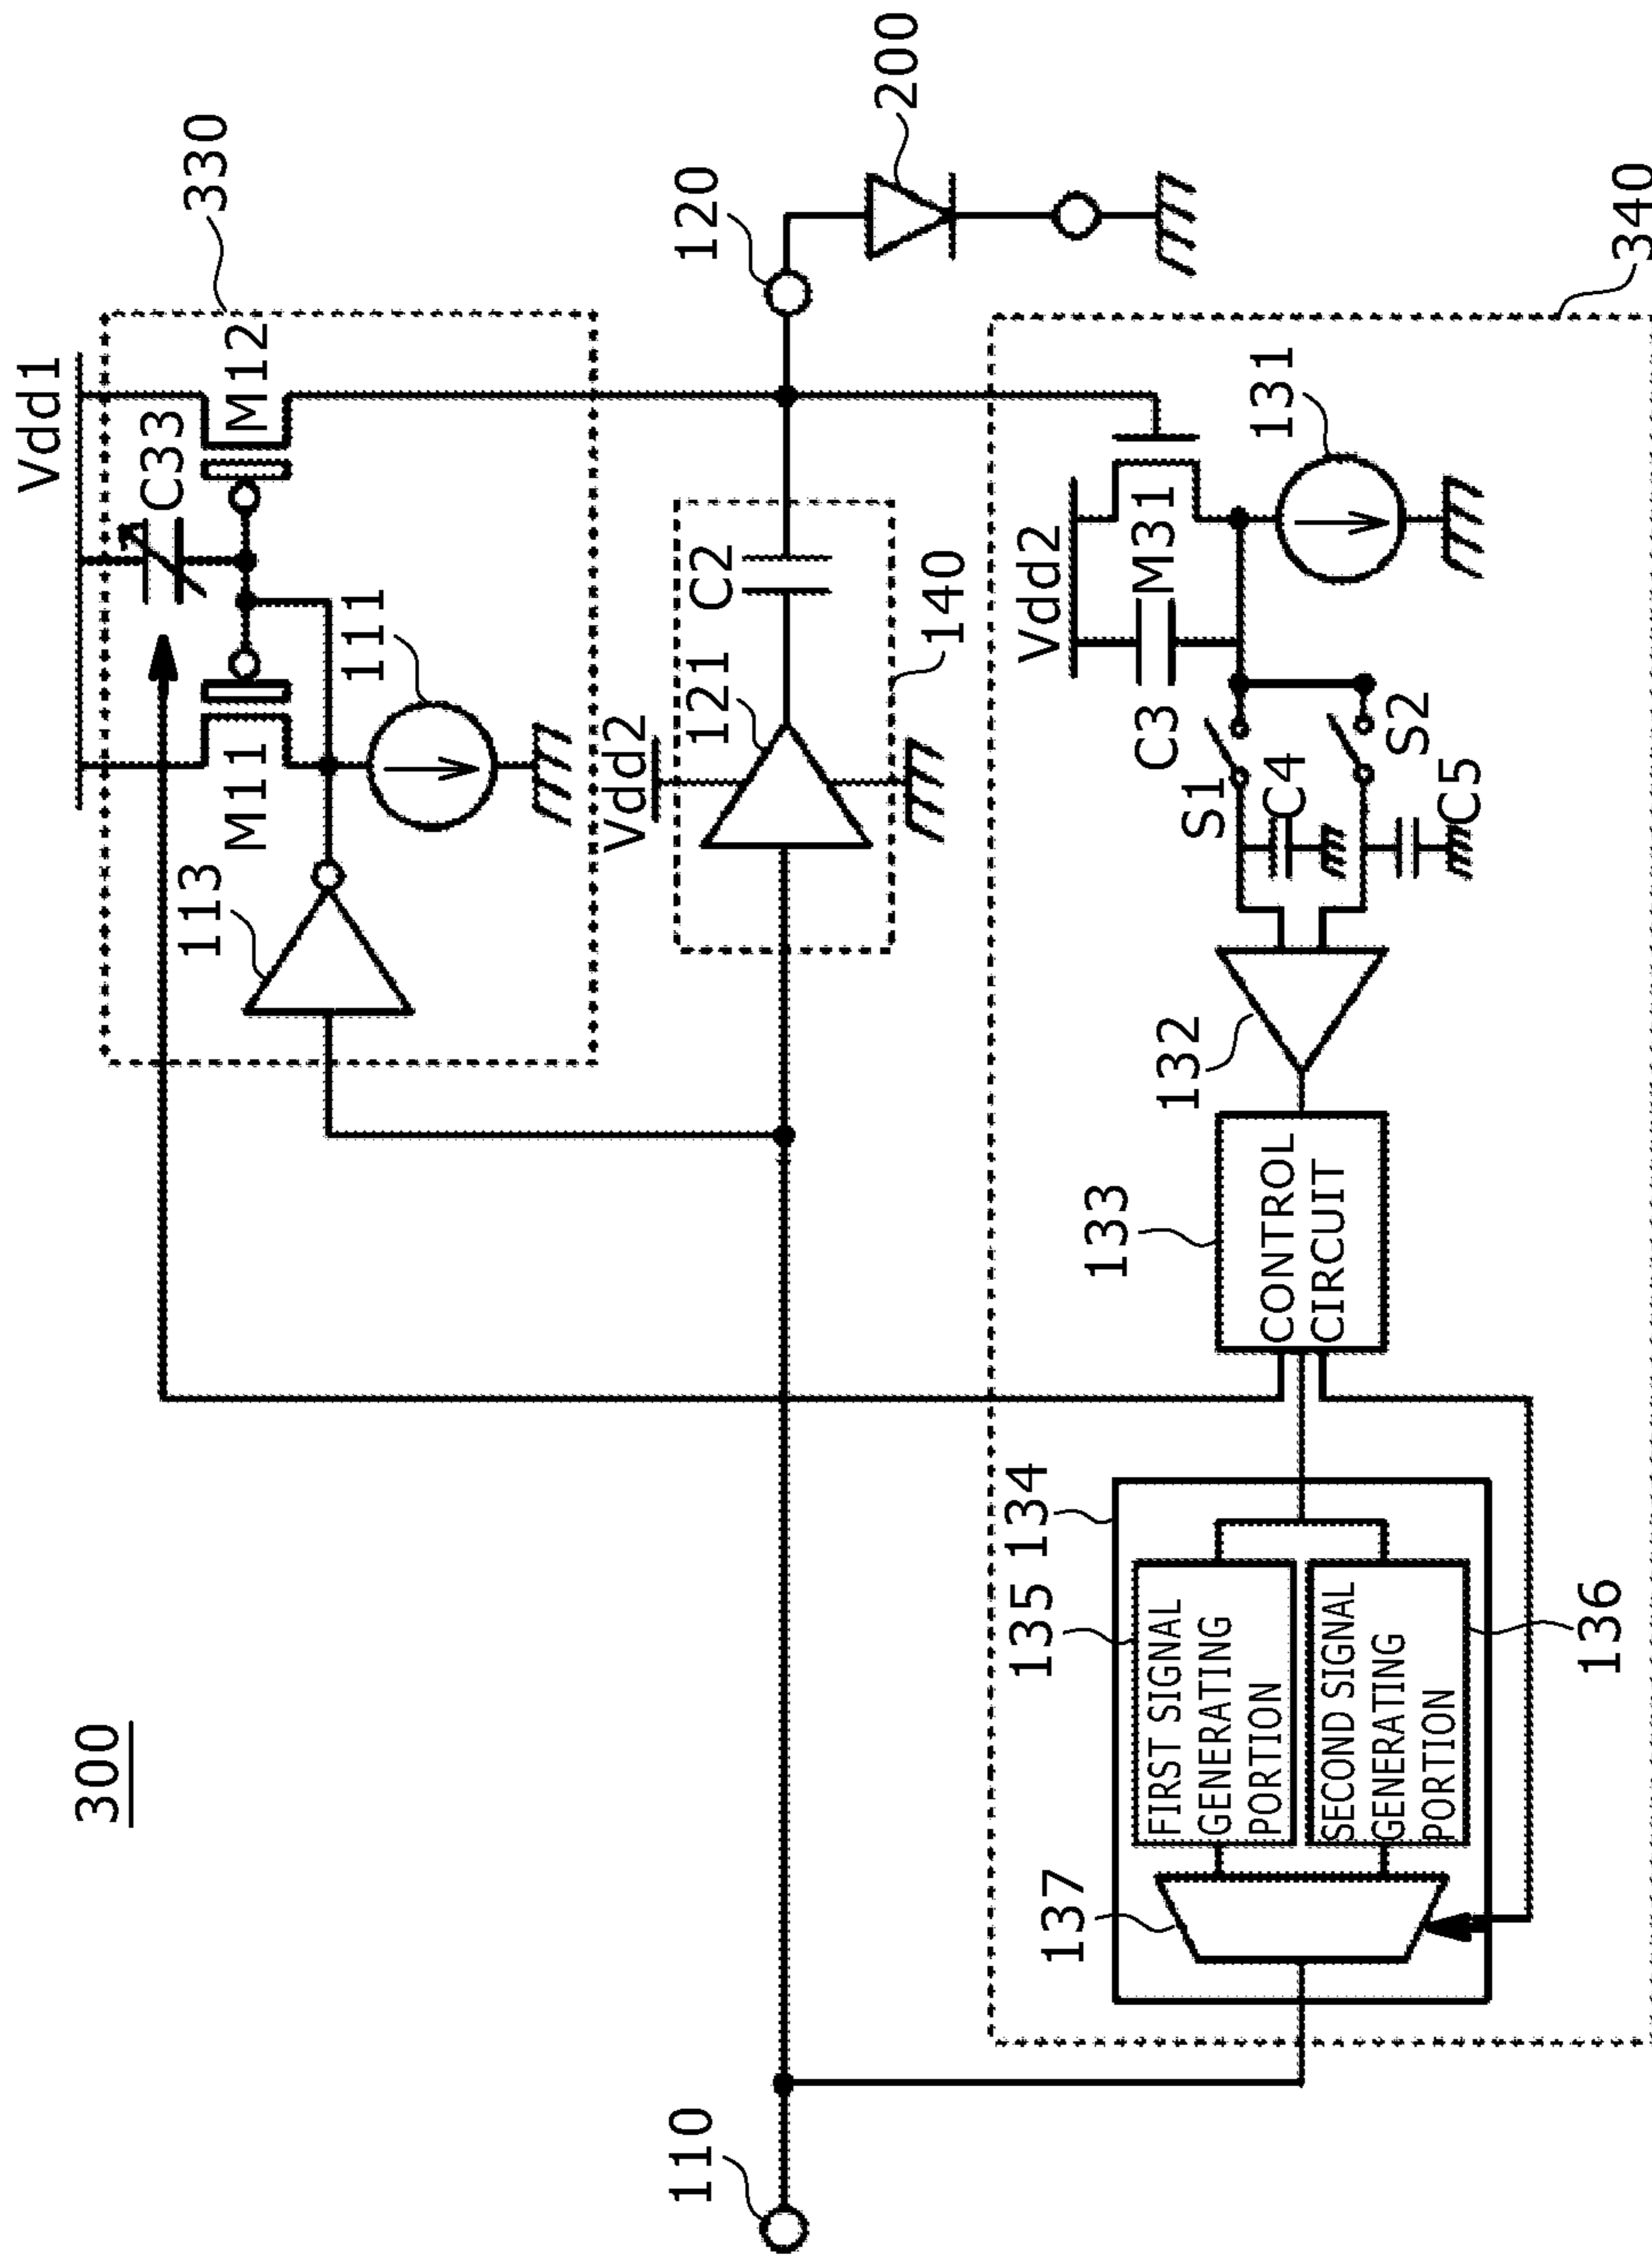 300
Vdd1
330
C33
M12
M11
111
113
120
200
Vdd2
121
C2
140
110
Vdd2
M31
131
C3
S1
C4
S2
C5
132
133
CONTROL
CIRCUIT
134
135
FIRST SIGNAL
GENERATING
PORTION
SECOND SIGNAL
GENERATING
PORTION
136
137
340